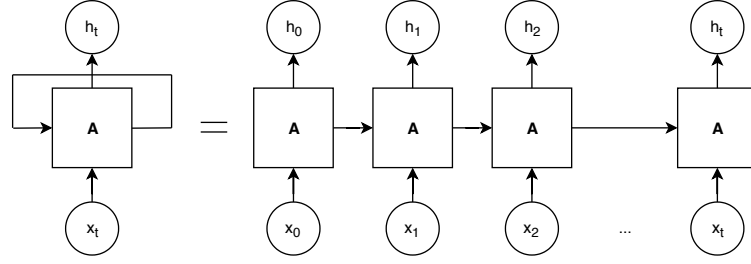 h_t h_0 h_1 h_2 h_t
A = A A A A
x_t x_0 x_1 x_2 ... x_t